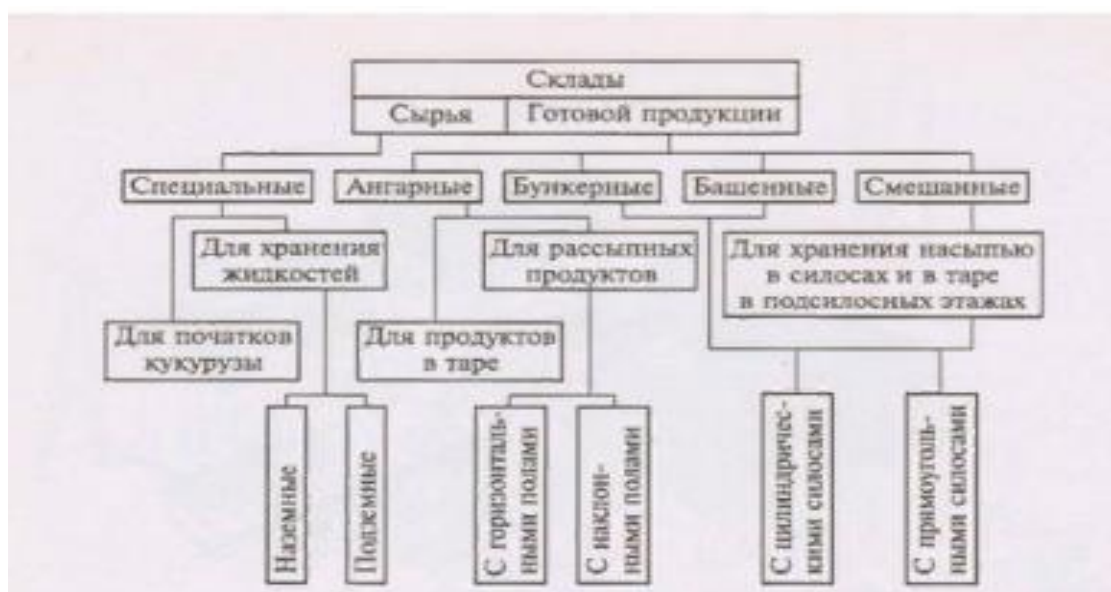 Склады
Сырья
Готовой продукции
Специальные
Ангарные
Бункерные
Башенные
Смешанные
Для хранения
жидкостей
Для рассыпных
продуктов
Для хранения насыпью
в силосах и в таре
в подсилосных этажах
Для початков
кукурузы
Для продуктов
в таре
Наземные
Подземные
С горизонталь-
ными полами
С наклон-
ными полами
С цилиндричес-
кими силосами
С прямоуголь-
ными силосами